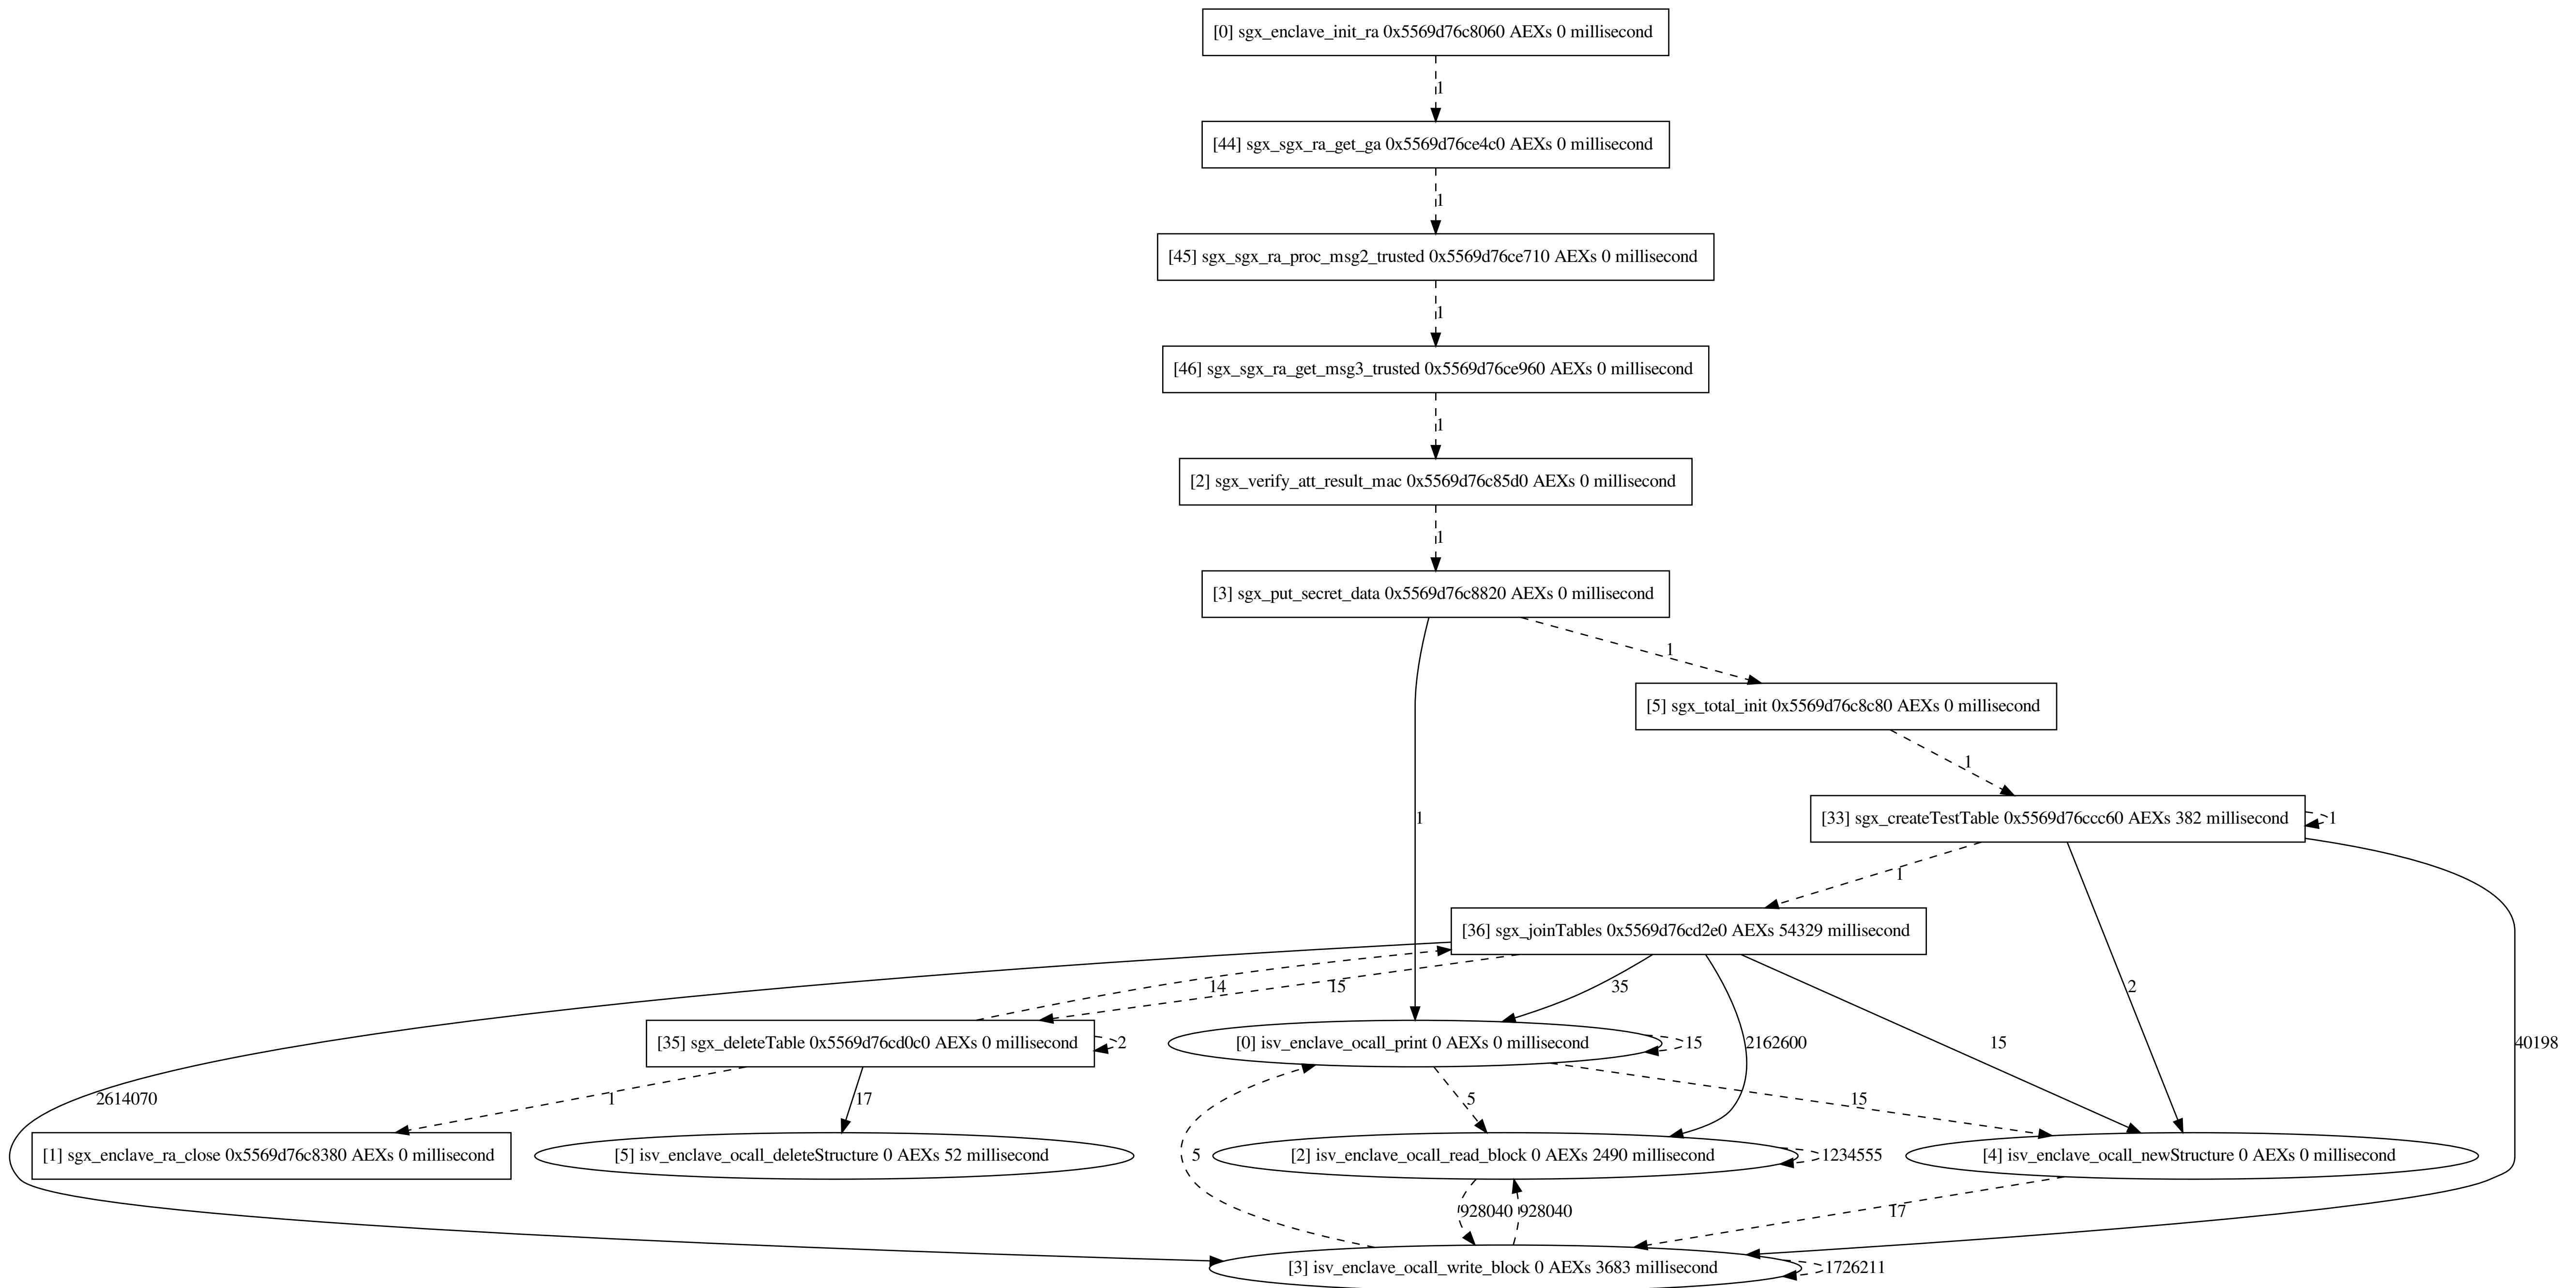 [0] sgx_enclave_init_ra 0x5569d76c8060 AEXs 0 millisecond
1
[44] sgx_sgx_ra_get_ga 0x5569d76ce4c0 AEXs 0 millisecond
1
[45] sgx_sgx_ra_proc_msg2_trusted 0x5569d76ce710 AEXs 0 millisecond
1
[46] sgx_sgx_ra_get_msg3_trusted 0x5569d76ce960 AEXs 0 millisecond
1
[2] sgx_verify_att_result_mac 0x5569d76c85d0 AEXs 0 millisecond
1
[3] sgx_put_secret_data 0x5569d76c8820 AEXs 0 millisecond
1
[5] sgx_total_init 0x5569d76c8c80 AEXs 0 millisecond
1
1
[33] sgx_createTestTable 0x5569d76ccc60 AEXs 382 millisecond
1
1
[36] sgx_joinTables 0x5569d76cd2e0 AEXs 54329 millisecond
14
15
35
15
2
[35] sgx_deleteTable 0x5569d76cd0c0 AEXs 0 millisecond
2
[0] isv_enclave_ocall_print 0 AEXs 0 millisecond
15
2162600
15
40198
2614070
1
17
5
15
[1] sgx_enclave_ra_close 0x5569d76c8380 AEXs 0 millisecond
[5] isv_enclave_ocall_deleteStructure 0 AEXs 52 millisecond
5
[2] isv_enclave_ocall_read_block 0 AEXs 2490 millisecond
1234555
[4] isv_enclave_ocall_newStructure 0 AEXs 0 millisecond
928040
928040
17
[3] isv_enclave_ocall_write_block 0 AEXs 3683 millisecond
1726211